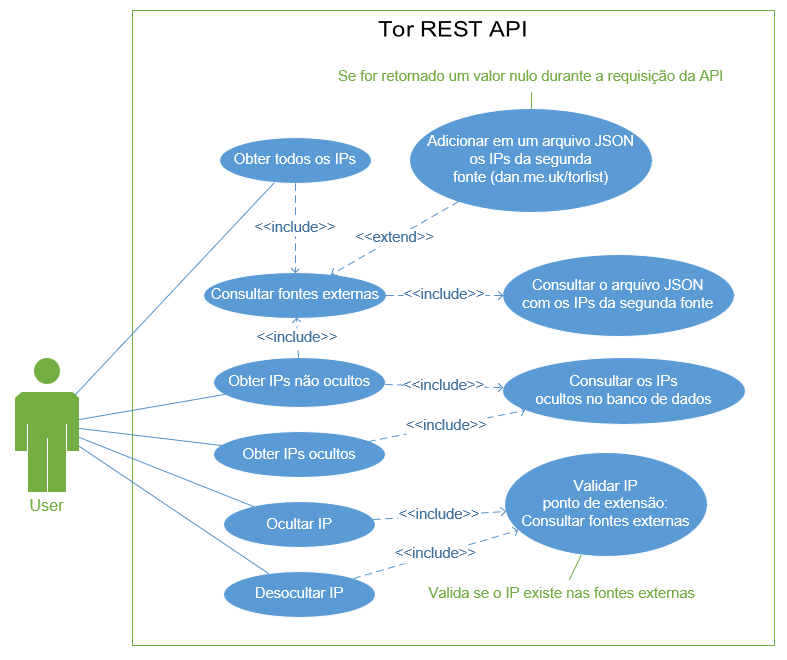 Tor REST API
Se for retornado um valor nulo durante a requisição da API
Adicionar em um arquivo JSON
os IPs da segunda
fonte (dan.me.uk/torlist)
Obter todos os IPs
<<include>>
<<extend>>
Consultar fontes externas
<<include>>
Consultar o arquivo JSON
com os IPs da segunda fonte
<<include>>
Obter IPs não ocultos
<<include>>
Consultar os IPs
ocultos no banco de dados
<<include>>
Obter IPs ocultos
Validar IP
ponto de extensão:
Consultar fontes externas
User
Ocultar IP
<<include>>
<<include>>
Desocultar IP
Valida se o IP existe nas fontes externas